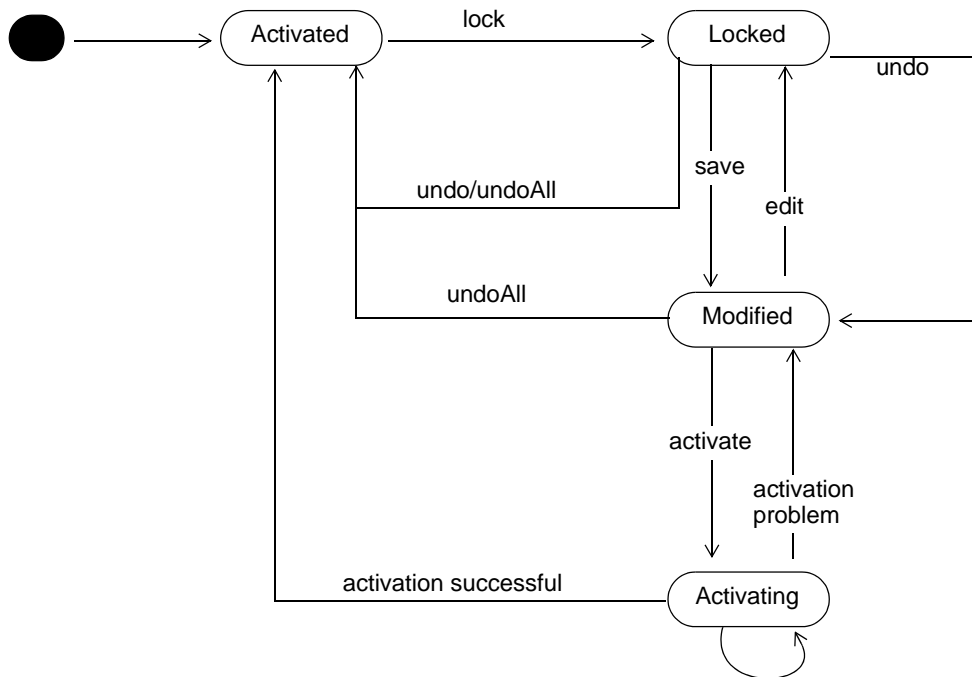 lock
Activated
Locked
undo
save
undo/undoAll
edit
undoAll
Modified
activate
activation
problem
activation successful
Activating